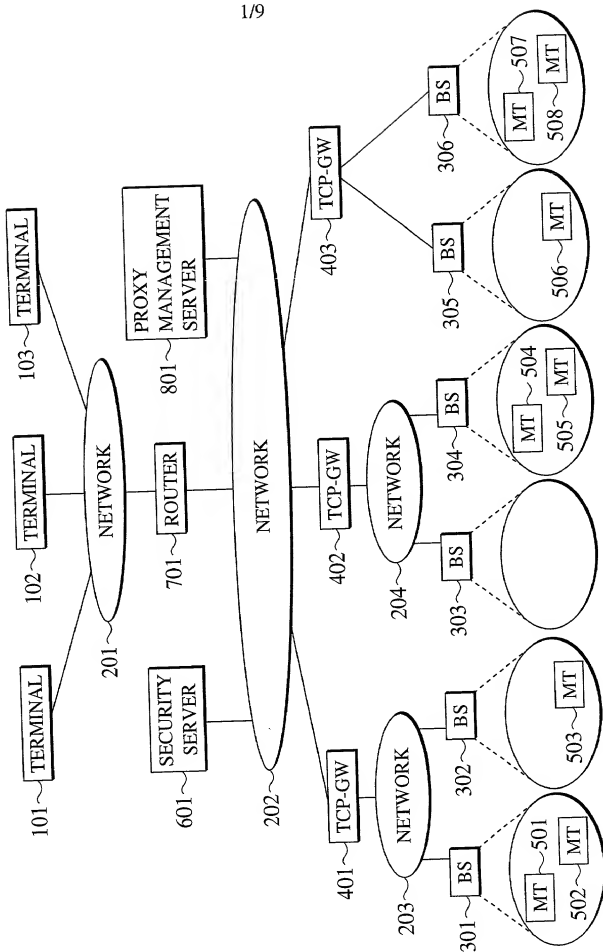 1/9
TERMINAL
101
TERMINAL
102
TERMINAL
103
NETWORK
201
SECURITY
SERVER
601
ROUTER
701
PROXY
MANAGEMENT
SERVER
801
NETWORK
202
TCP-GW
401
TCP-GW
402
TCP-GW
403
NETWORK
203
NETWORK
204
BS
301
BS
302
BS
303
BS
304
BS
305
BS
306
MT
501
MT
502
MT
503
MT
504
MT
505
MT
506
MT
507
MT
508